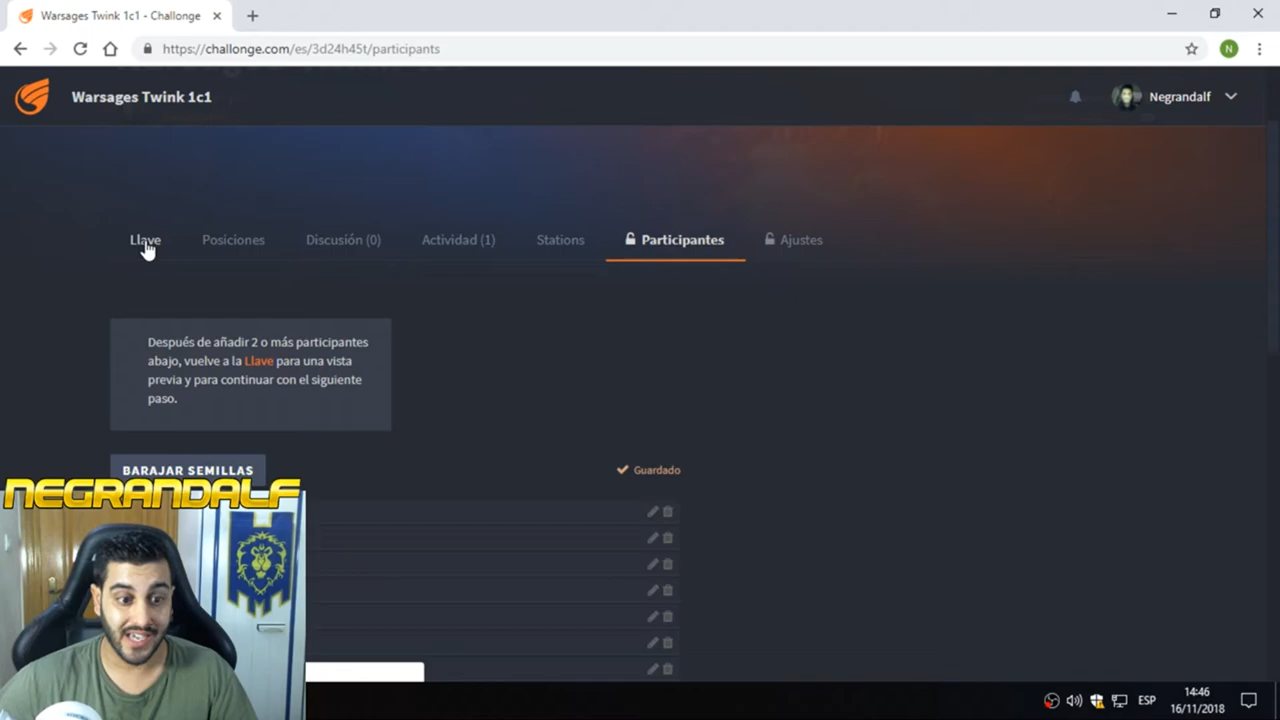 Warsages Twink 1c1 - Challonge
https://challonge.com/es/3d24h45t/participants
N
Warsages Twink 1c1
Negrandalf
Llave
Posiciones
Discusión (0)
Actividad (1)
Stations
Participantes
Ajustes
Después de añadir 2 o más participantes
abajo, vuelve a la Llave para una vista
previa y para continuar con el siguiente
paso.
BARAJAR SEMILLAS
Guardado
NEGRANDALF
ESP
14:46
16/11/2018